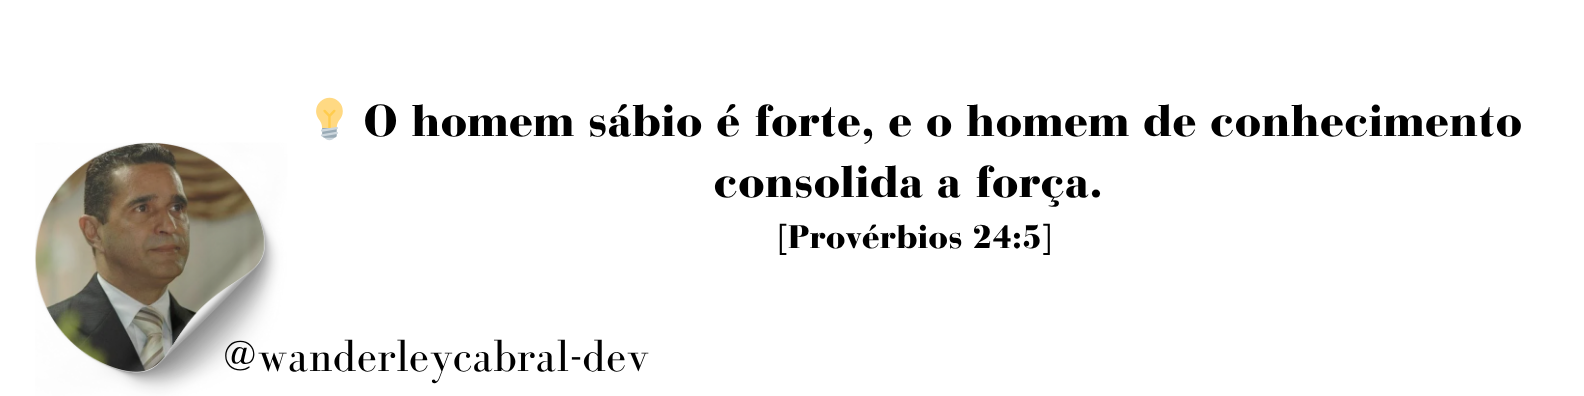 💡 O homem sábio é forte, e o homem de conhecimento
consolida a força.
[Provérbios 24:5]
@wanderleycabral-dev